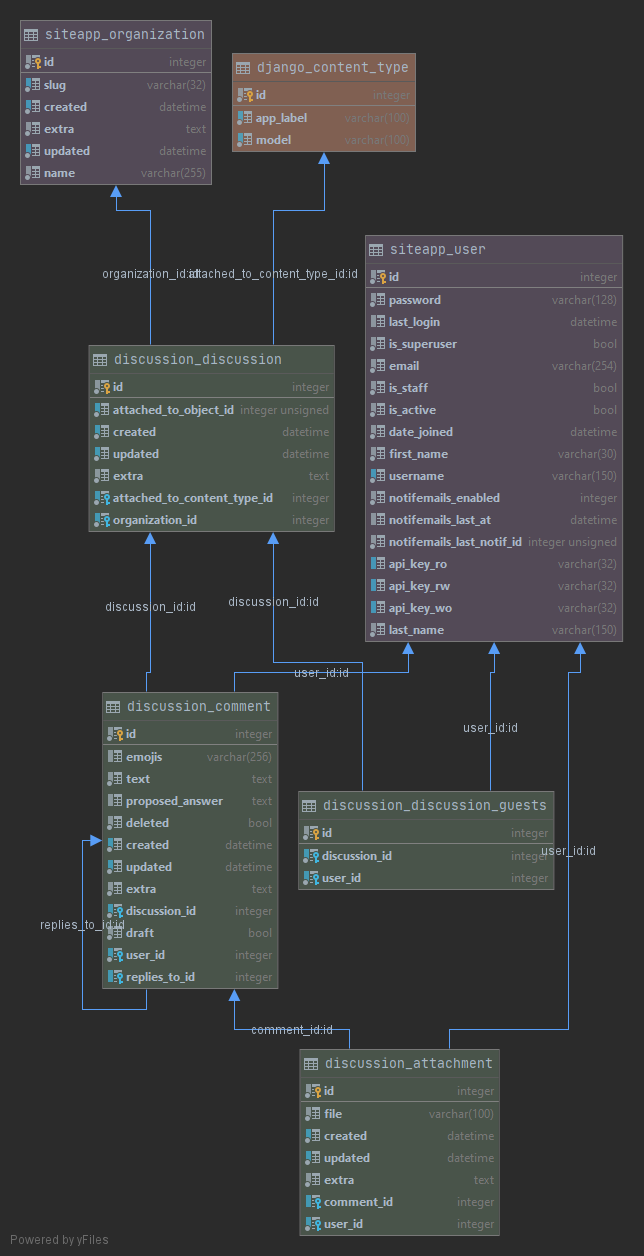 siteapp_organization
id integer
slug varchar(32)
created datetime
extra text
updated datetime
name varchar(255)
django_content_type
id integer
app_label varchar(100)
model varchar(100)
organization_id:id
attached_to_content_type_id:id
siteapp_user
id integer
password varchar(128)
last_login datetime
is_superuser bool
email varchar(254)
is_staff bool
is_active bool
date_joined datetime
first_name varchar(30)
username varchar(150)
notifemails_enabled integer
notifemails_last_at datetime
notifemails_last_notif_id integer unsigned
api_key_ro varchar(32)
api_key_rw varchar(32)
api_key_wo varchar(32)
last_name varchar(150)
discussion_discussion
id integer
attached_to_object_id integer unsigned
created datetime
updated datetime
extra text
attached_to_content_type_id integer
organization_id integer
discussion_id:id
discussion_id:id
user_id:id
user_id:id
discussion_comment
id integer
emojis varchar(256)
text text
proposed_answer text
deleted bool
created datetime
updated datetime
extra text
discussion_id integer
draft bool
user_id integer
replies_to_id integer
replies_to_id:id
discussion_discussion_guests
id integer
discussion_id integer
user_id integer
user_id:id
comment_id:id
discussion_attachment
id integer
file varchar(100)
created datetime
updated datetime
extra text
comment_id integer
user_id integer
Powered by yFiles